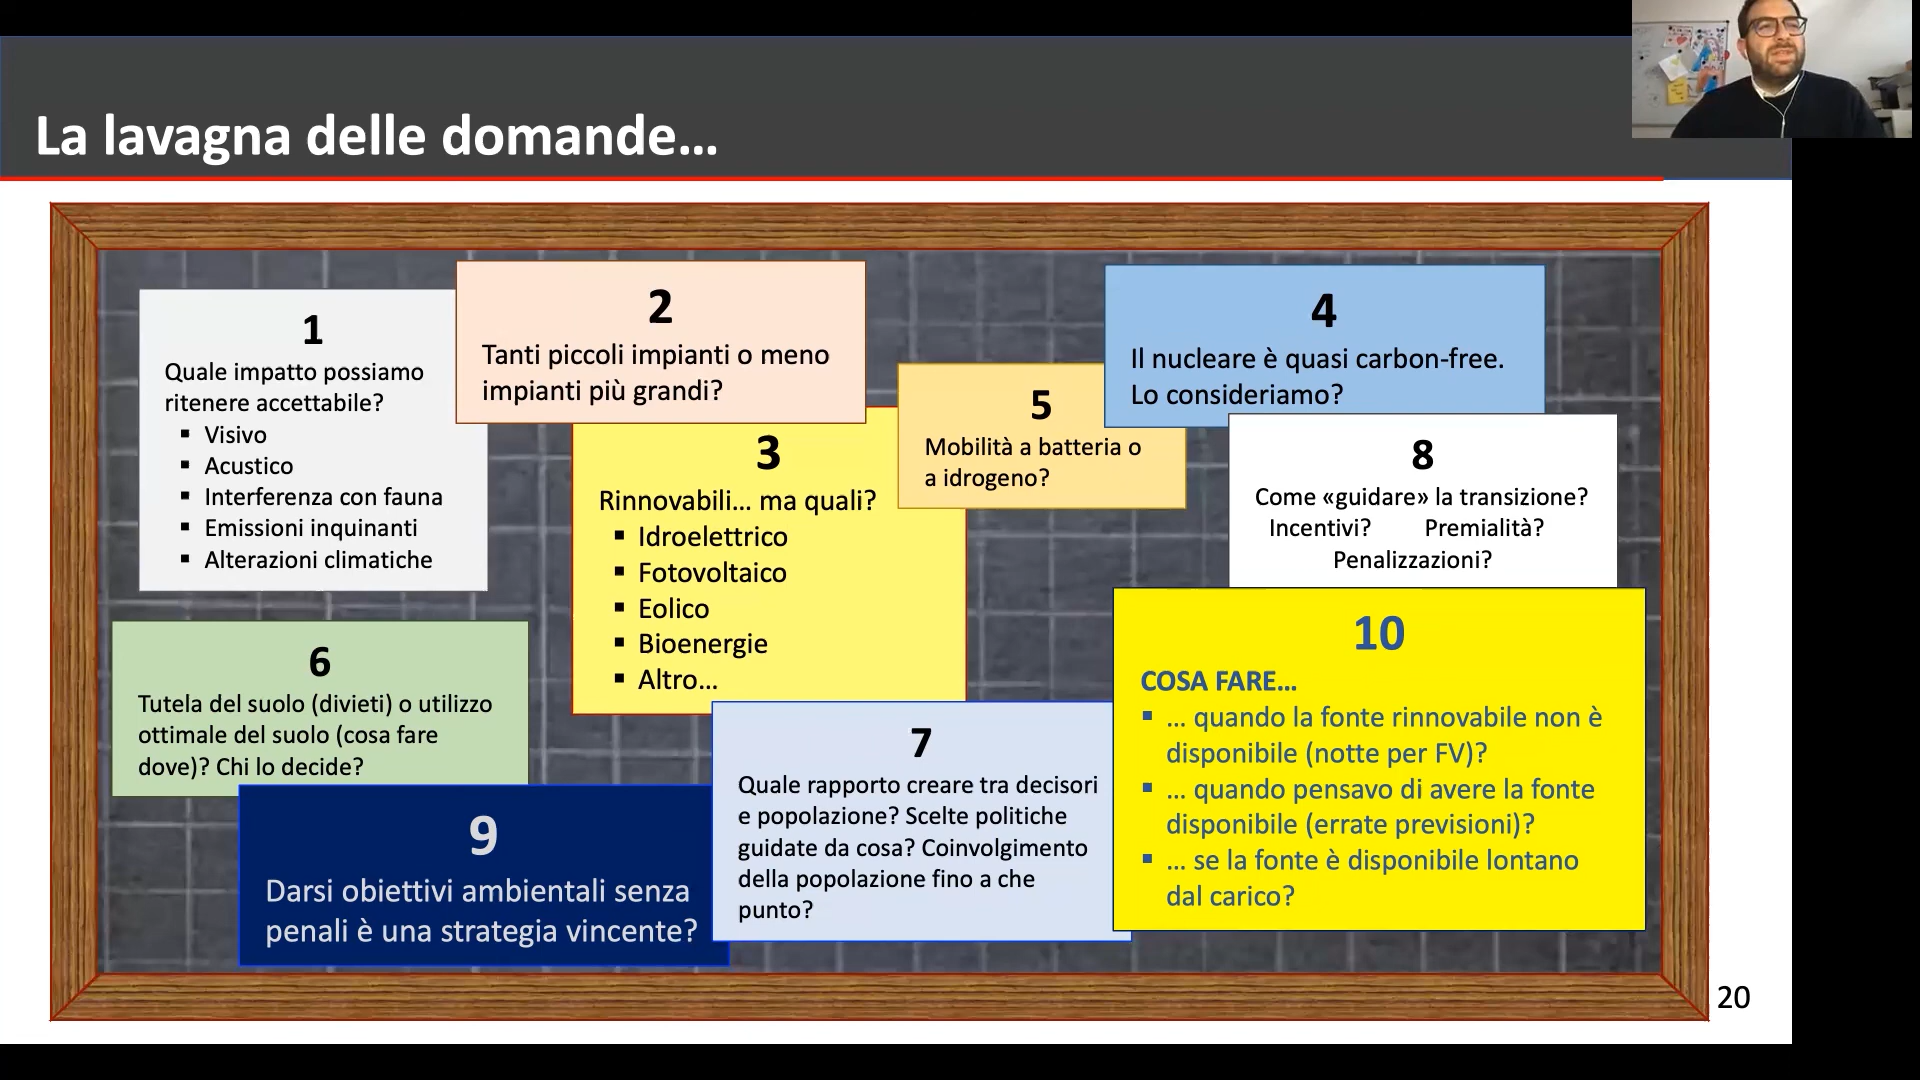 La lavagna delle domande...
1
Quale impatto possiamo
ritenere accettabile?
▪ Visivo
▪ Acustico
▪ Interferenza con fauna
▪ Emissioni inquinanti
▪ Alterazioni climatiche
2
Tanti piccoli impianti o meno
impianti più grandi?
3
Rinnovabili... ma quali?
▪ Idroelettrico
▪ Fotovoltaico
▪ Eolico
▪ Bioenergie
▪ Altro...
4
Il nucleare è quasi carbon-free.
Lo consideriamo?
5
Mobilità a batteria o
a idrogeno?
6
Tutela del suolo (divieti) o utilizzo
ottimale del suolo (cosa fare
dove)? Chi lo decide?
7
Quale rapporto creare tra decisori
e popolazione? Scelte politiche
guidate da cosa? Coinvolgimento
della popolazione fino a che
punto?
8
Come «guidare» la transizione?
Incentivi? Premialità?
Penalizzazioni?
9
Darsi obiettivi ambientali senza
penali è una strategia vincente?
10
COSA FARE...
▪ ... quando la fonte rinnovabile non è
disponibile (notte per FV)?
▪ ... quando pensavo di avere la fonte
disponibile (errate previsioni)?
▪ ... se la fonte è disponibile lontano
dal carico?
20